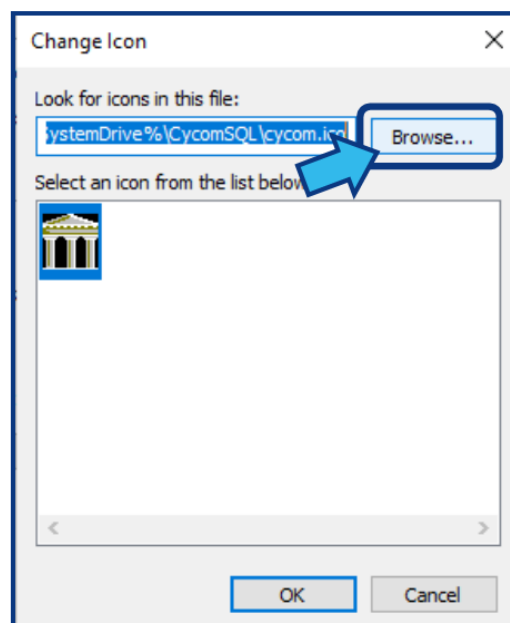 Change Icon
Look for icons in this file:
ystemDrive%\CycomSQL\cycom.ico
Browse...
Select an icon from the list below
OK
Cancel